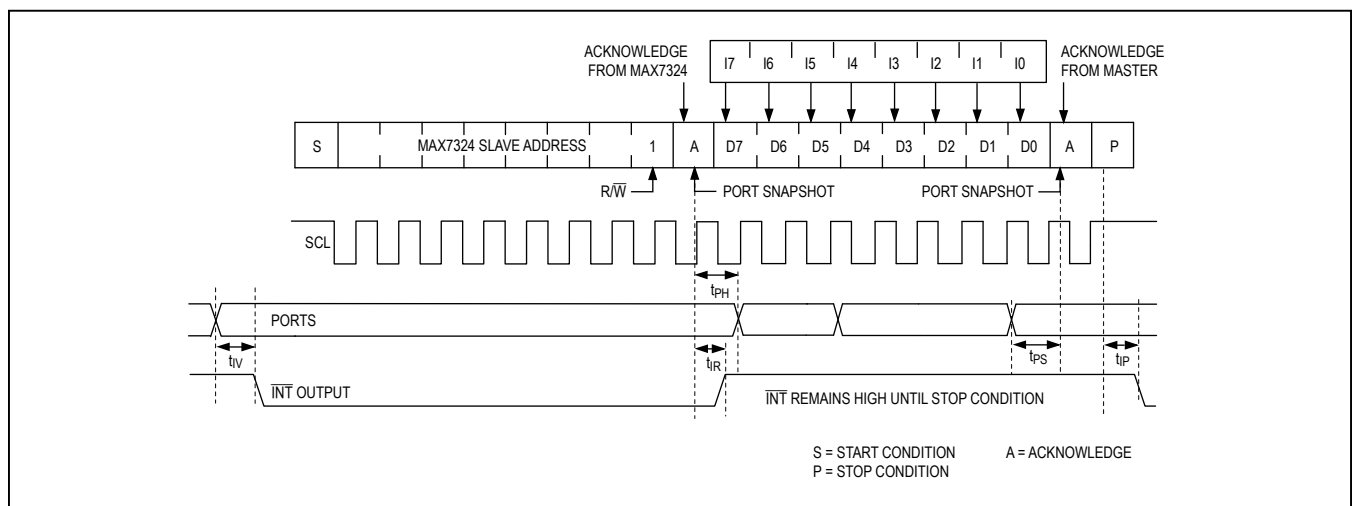 ACKNOWLEDGE
FROM MAX7324
I7 I6 I5 I4 I3 I2 I1 I0
ACKNOWLEDGE
FROM MASTER
S MAX7324 SLAVE ADDRESS 1 A D7 D6 D5 D4 D3 D2 D1 D0 A P
R/W̅ PORT SNAPSHOT PORT SNAPSHOT
SCL
tPH
PORTS
tIV tIR tPS tIP
I̅N̅T̅ OUTPUT
I̅N̅T̅ REMAINS HIGH UNTIL STOP CONDITION
S = START CONDITION A = ACKNOWLEDGE
P = STOP CONDITION